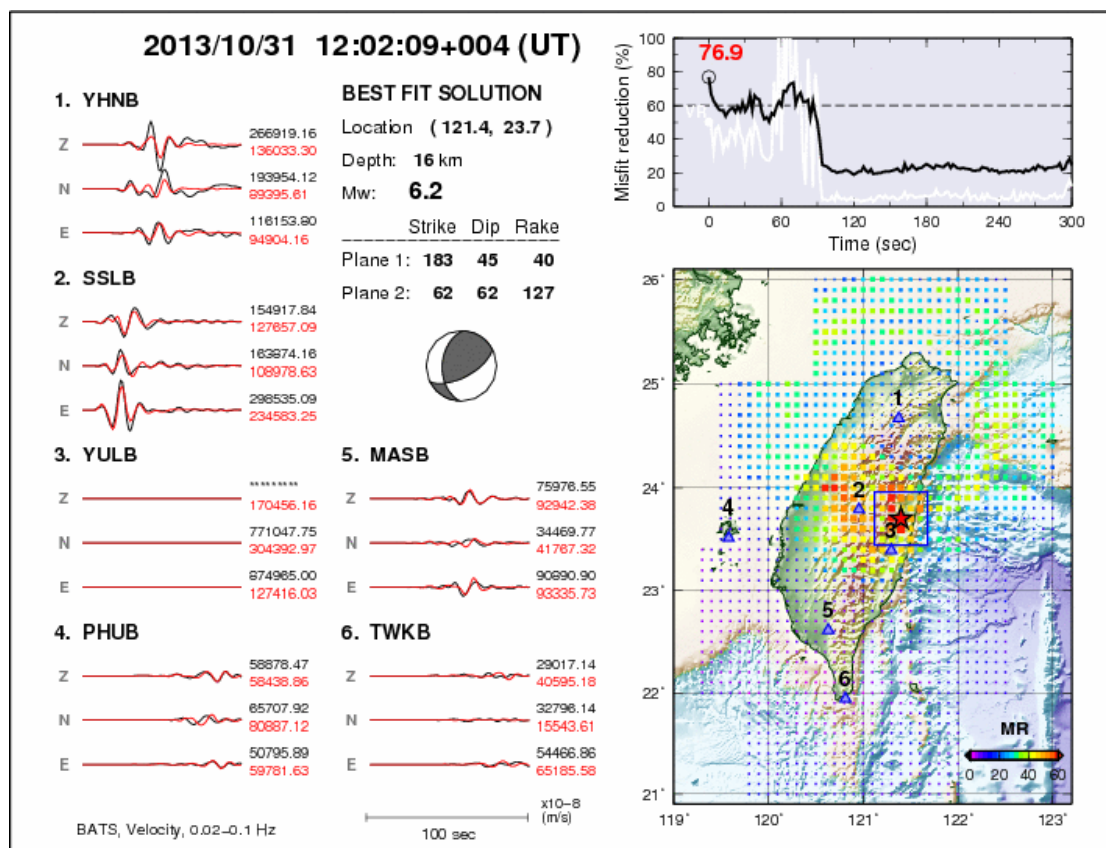 2013/10/31 12:02:09+004 (UT)
1. YHNB
Z 266919.16
136033.30
N 193954.12
89395.61
E 116153.80
94904.16
2. SSLB
Z 154917.84
127657.09
N 163874.16
108978.63
E 298535.09
234583.25
3. YULB
Z *********
170456.16
N 771047.75
304392.97
E 874965.00
127416.03
4. PHUB
Z 58878.47
58438.86
N 65707.92
80887.12
E 50795.89
59781.63
BATS, Velocity, 0.02–0.1 Hz
BEST FIT SOLUTION
Location ( 121.4, 23.7 )
Depth: 16 km
Mw: 6.2
Strike Dip Rake
Plane 1: 183 45 40
Plane 2: 62 62 127
5. MASB
Z 75976.55
92942.38
N 34469.77
41767.32
E 90890.90
93335.73
6. TWKB
Z 29017.14
40595.18
N 32796.14
15543.61
E 54466.86
65185.58
x10–8
(m/s)
100 sec
76.9
VR
Misfit reduction (%)
100
80
60
40
20
0
0 60 120 180 240 300
Time (sec)
26°
25°
24°
23°
22°
21°
119° 120° 121° 122° 123°
1
2
3
4
5
6
MR
0 20 40 60